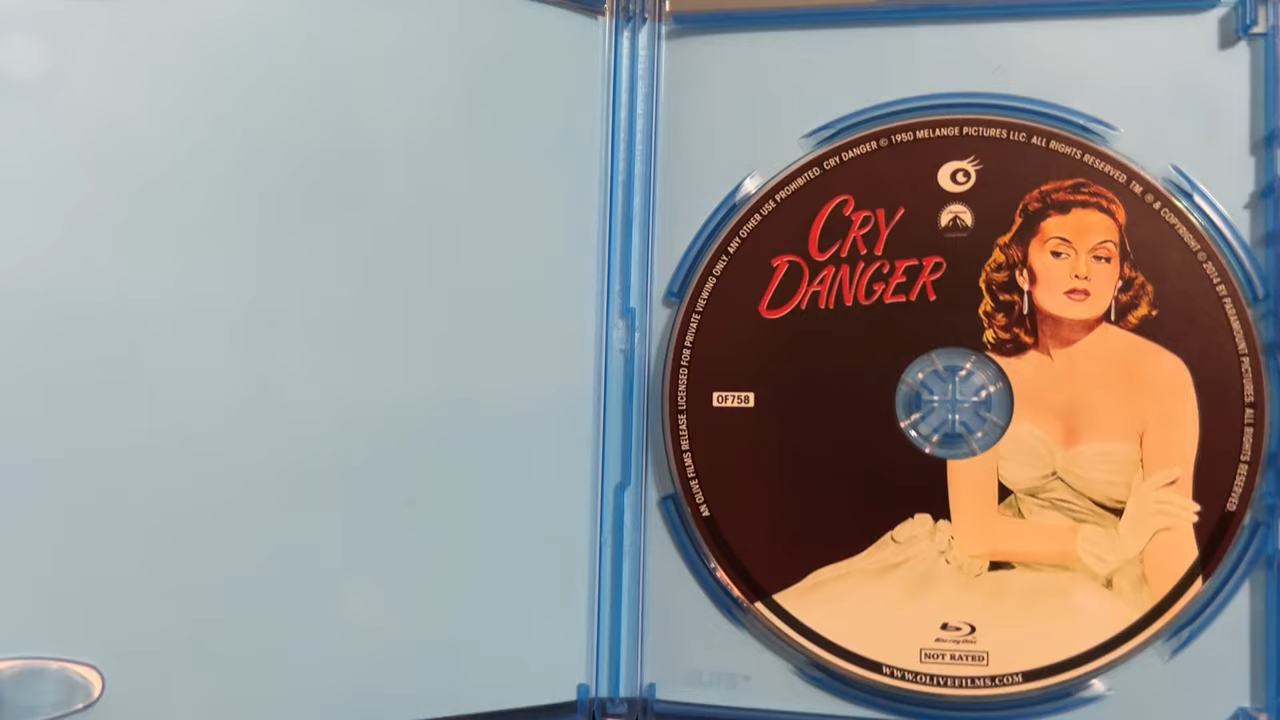 AN OLIVE FILMS RELEASE. LICENSED FOR PRIVATE VIEWING ONLY. ANY OTHER USE PROHIBITED. CRY DANGER © 1950 MELANGE PICTURES LLC. ALL RIGHTS RESERVED. TM, ® & COPYRIGHT © 2014 BY PARAMOUNT PICTURES. ALL RIGHTS RESERVED.
CRY
DANGER
OF758
Blu-ray Disc
NOT RATED
WWW.OLIVEFILMS.COM